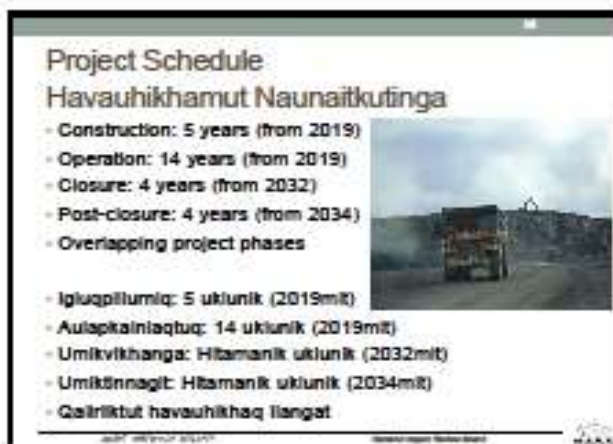 Project Schedule
Havauhikhamut Naunaitkutinga
- Construction: 5 years (from 2019)
- Operation: 14 years (from 2019)
- Closure: 4 years (from 2032)
- Post-closure: 4 years (from 2034)
- Overlapping project phases
- Igluqpiliurniq: 5 ukiunik (2019mit)
- Aulapkainiaqtuq: 14 ukiunik (2019mit)
- Umikvikhanga: Hitamanik ukiunik (2032mit)
- Umiktinnagit: Hitamanik ukiunik (2034mit)
- Qaliriiktut havauhikhaq ilangat